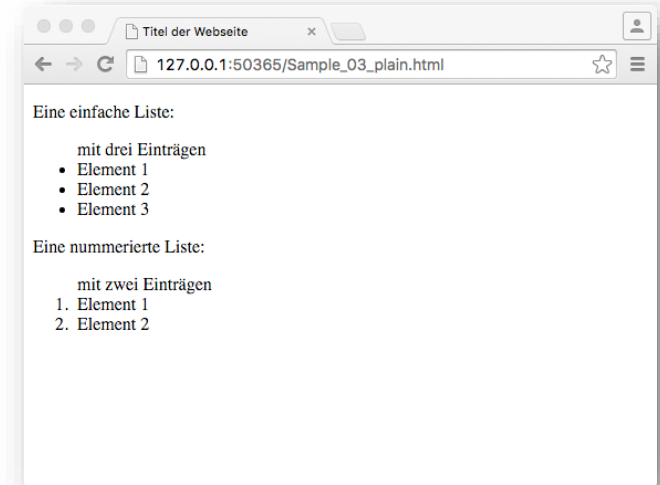 Titel der Webseite
127.0.0.1:50365/Sample_03_plain.html
Eine einfache Liste:
mit drei Einträgen
• Element 1
• Element 2
• Element 3
Eine nummerierte Liste:
mit zwei Einträgen
1. Element 1
2. Element 2